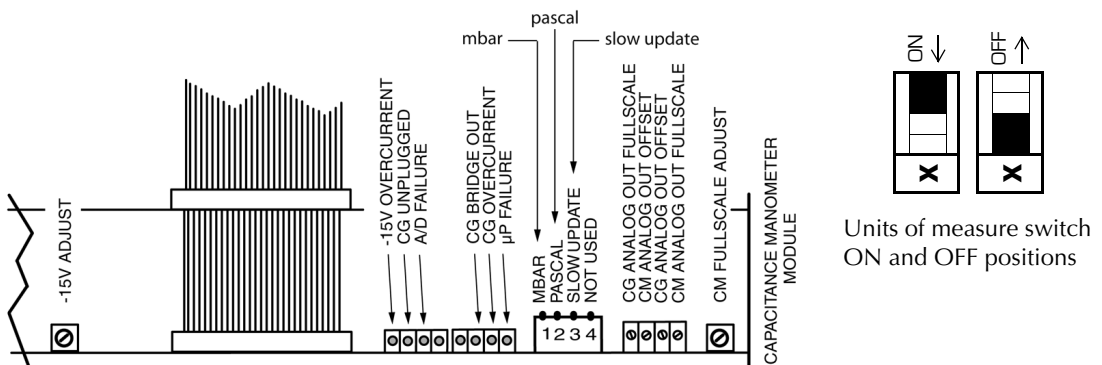 pascal
mbar
slow update
-15V ADJUST
-15V OVERCURRENT
CG UNPLUGGED
A/D FAILURE
CG BRIDGE OUT
CG OVERCURRENT
µP FAILURE
MBAR
PASCAL
SLOW UPDATE
NOT USED
CG ANALOG OUT FULLSCALE
CM ANALOG OUT OFFSET
CG ANALOG OUT OFFSET
CM ANALOG OUT FULLSCALE
CM FULLSCALE ADJUST
CAPACITANCE MANOMETER
MODULE
1 2 3 4
ON
OFF
X
X
Units of measure switch
ON and OFF positions